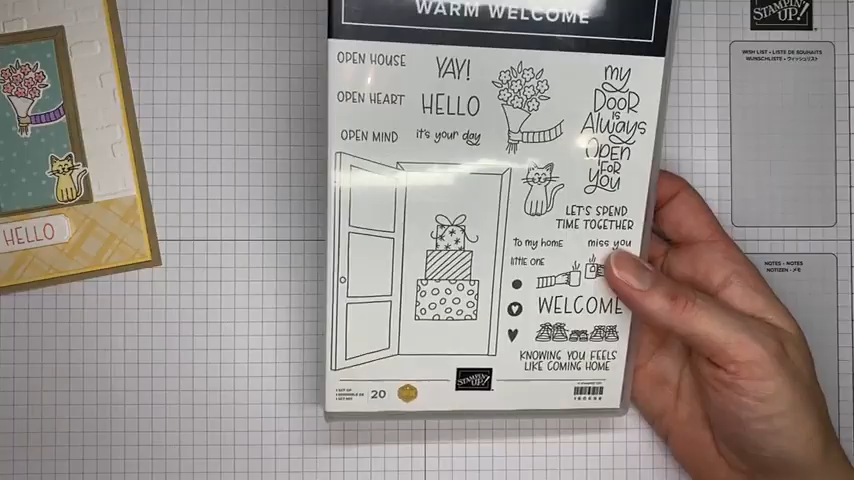 WARM WELCOME
OPEN HOUSE
YAY!
OPEN HEART
HELLO
OPEN MIND
it's your day
my
DOOR
is
Always
OPEN
FOR
you
LET'S SPEND
TIME TOGETHER
to my home
miss you
little one
WELCOME
KNOWING YOU FEELS
LIKE COMING HOME
STAMPIN' UP!
20
HELLO
STAMPIN' UP!
WISH LIST • LISTE DE SOUHAITS
WUNSCHLISTE • ウィッシュリスト
NOTES • NOTES
NOTIZEN • メモ